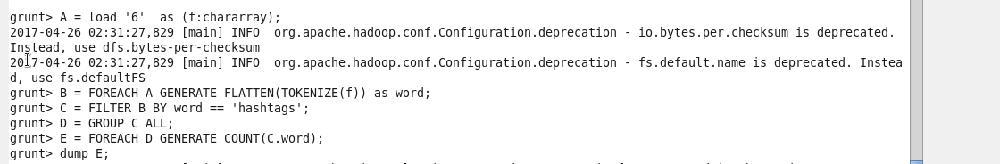 grunt> A = load '6'  as (f:chararray);
2017-04-26 02:31:27,829 [main] INFO  org.apache.hadoop.conf.Configuration.deprecation - io.bytes.per.checksum is deprecated.
Instead, use dfs.bytes-per-checksum
2017-04-26 02:31:27,829 [main] INFO  org.apache.hadoop.conf.Configuration.deprecation - fs.default.name is deprecated. Instea
d, use fs.defaultFS
grunt> B = FOREACH A GENERATE FLATTEN(TOKENIZE(f)) as word;
grunt> C = FILTER B BY word == 'hashtags';
grunt> D = GROUP C ALL;
grunt> E = FOREACH D GENERATE COUNT(C.word);
grunt> dump E;